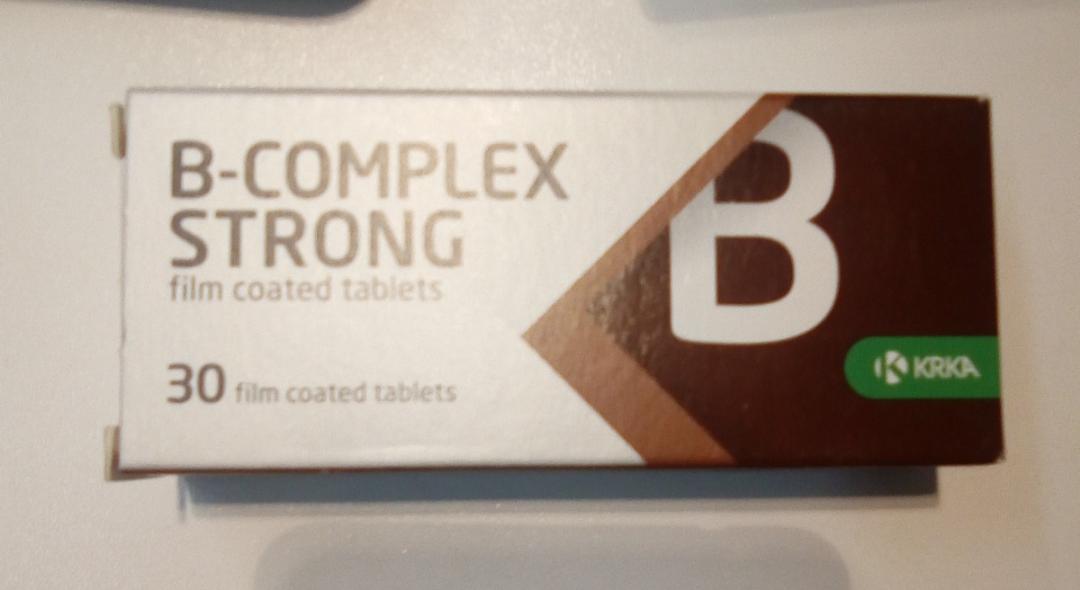 B-COMPLEX
STRONG
film coated tablets
30 film coated tablets
B
KRKA